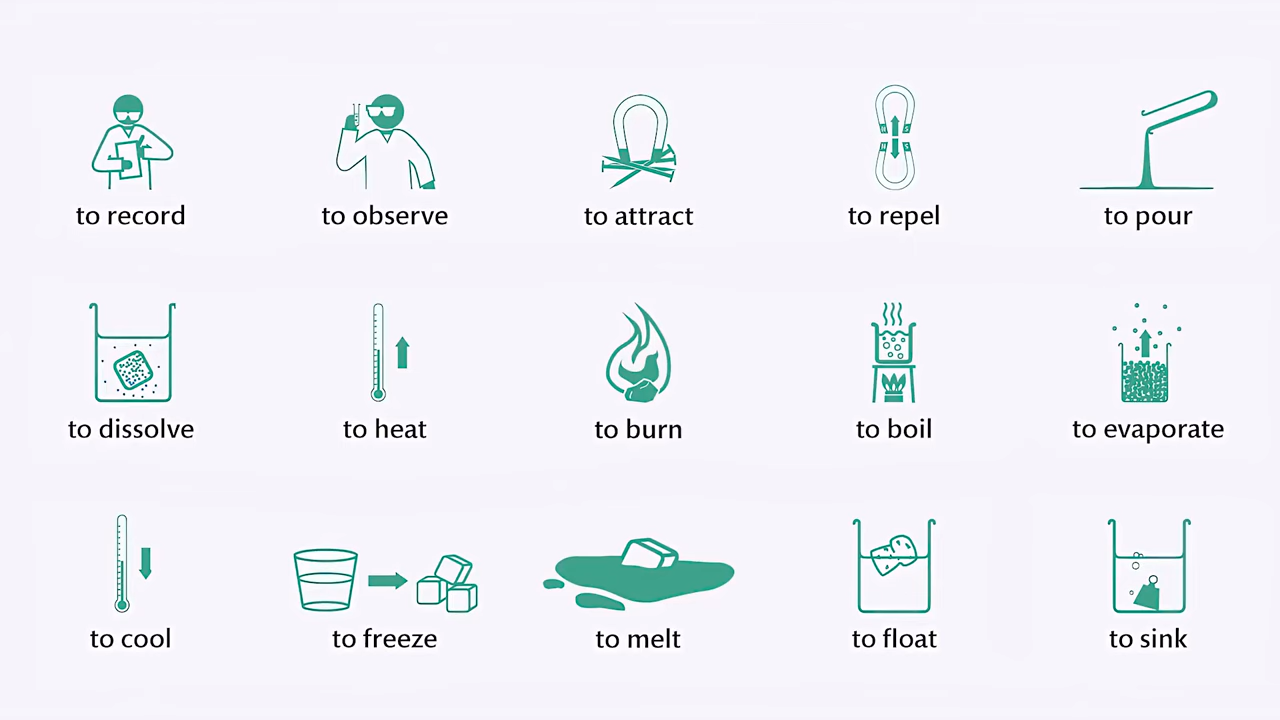 to record
to observe
to attract
to repel
to pour
to dissolve
to heat
to burn
to boil
to evaporate
to cool
to freeze
to melt
to float
to sink